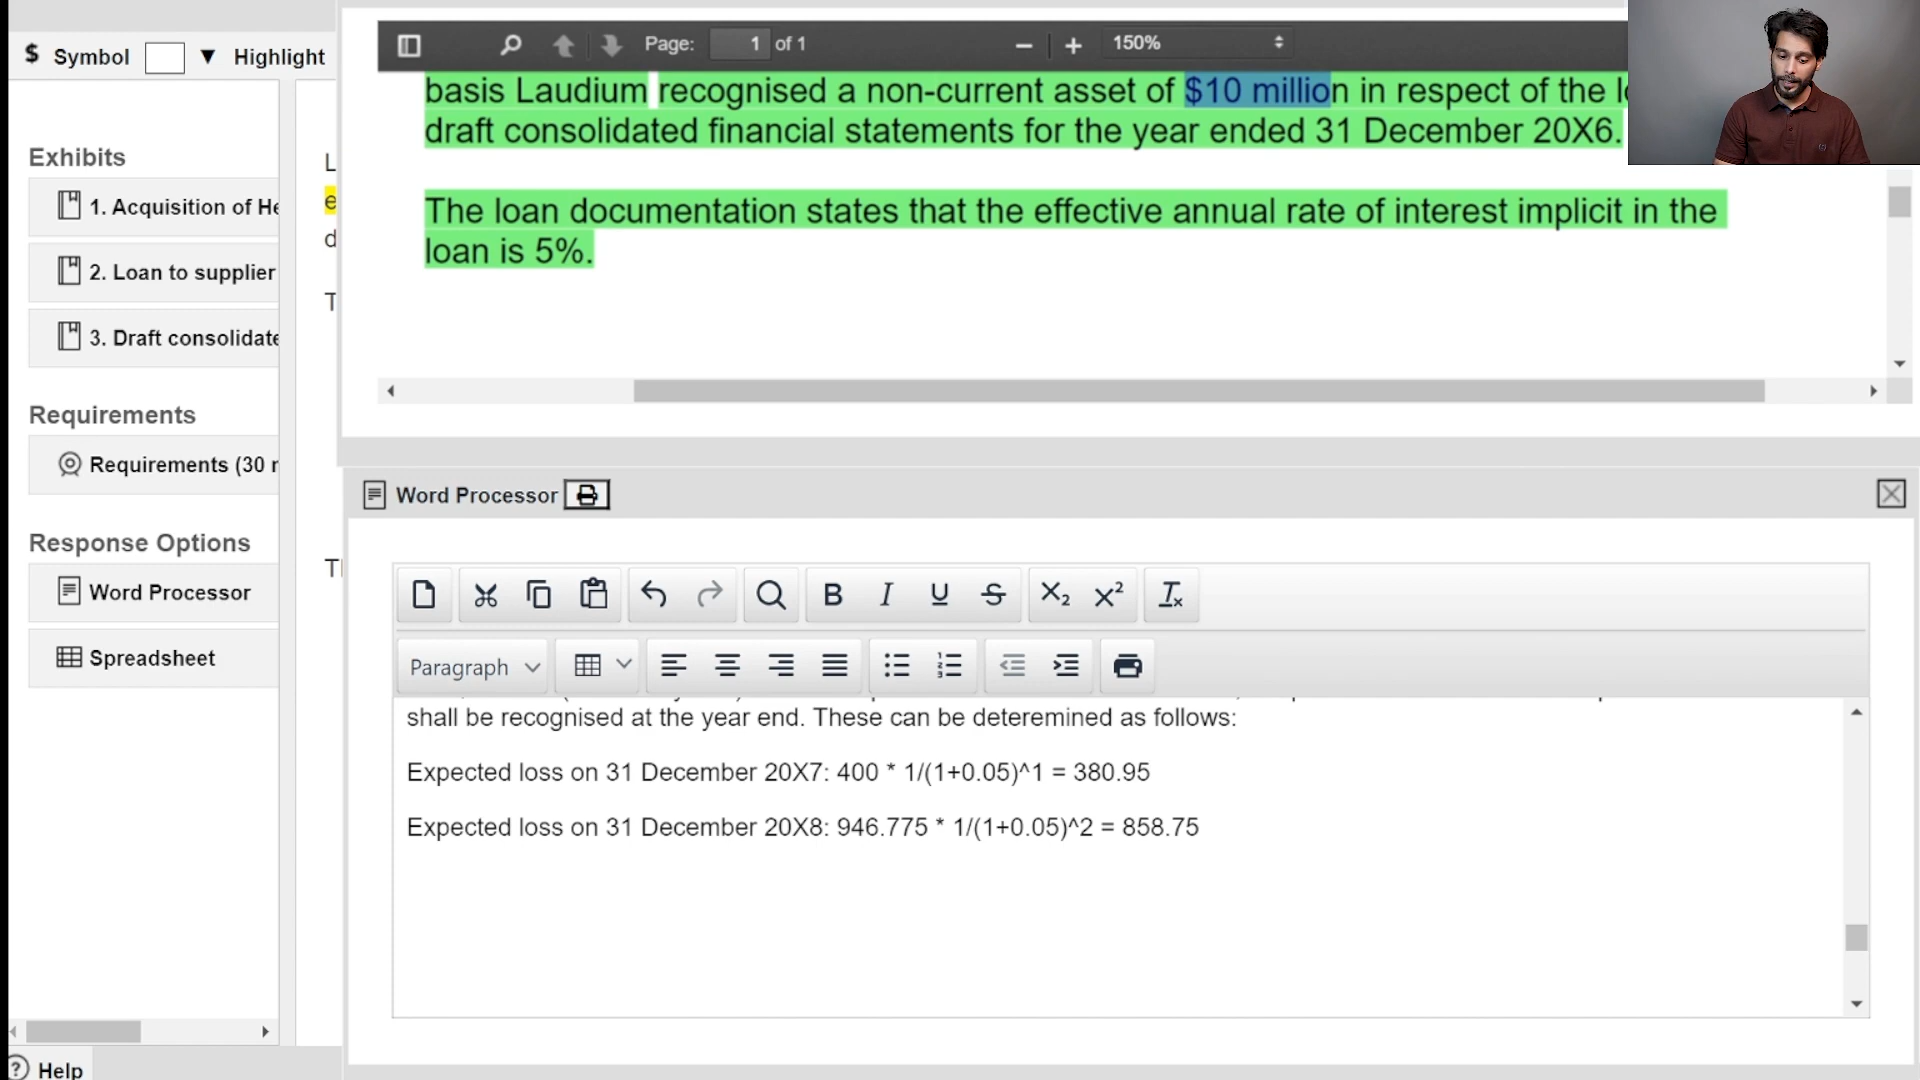 $ Symbol ▼ Highlight
Exhibits
1. Acquisition of He
2. Loan to supplier
3. Draft consolidate
Requirements
Requirements (30
Response Options
Word Processor
Spreadsheet
Help
Page: 1 of 1
150%
basis Laudium recognised a non-current asset of $10 million in respect of the
draft consolidated financial statements for the year ended 31 December 20X6.
The loan documentation states that the effective annual rate of interest implicit in the
loan is 5%.
Word Processor
Paragraph
shall be recognised at the year end. These can be deteremined as follows:
Expected loss on 31 December 20X7: 400 * 1/(1+0.05)^1 = 380.95
Expected loss on 31 December 20X8: 946.775 * 1/(1+0.05)^2 = 858.75